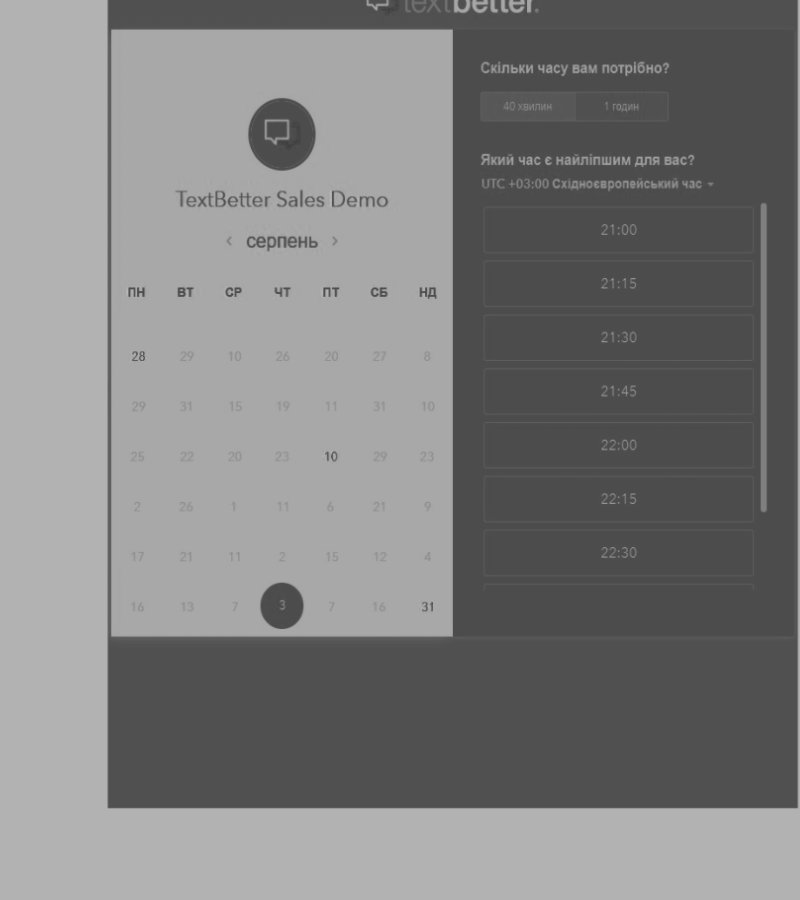 textbetter.
TextBetter Sales Demo
‹ серпень ›
ПН ВТ СР ЧТ ПТ СБ НД
28 29 10 26 20 27 8
29 31 15 19 11 31 10
25 22 20 23 10 29 23
2 26 1 11 6 21 9
17 21 11 2 15 12 4
16 13 7 3 7 16 31
Скільки часу вам потрібно?
40 хвилин 1 годин
Який час є найліпшим для вас?
UTC +03:00 Східноєвропейський час
21:00
21:15
21:30
21:45
22:00
22:15
22:30